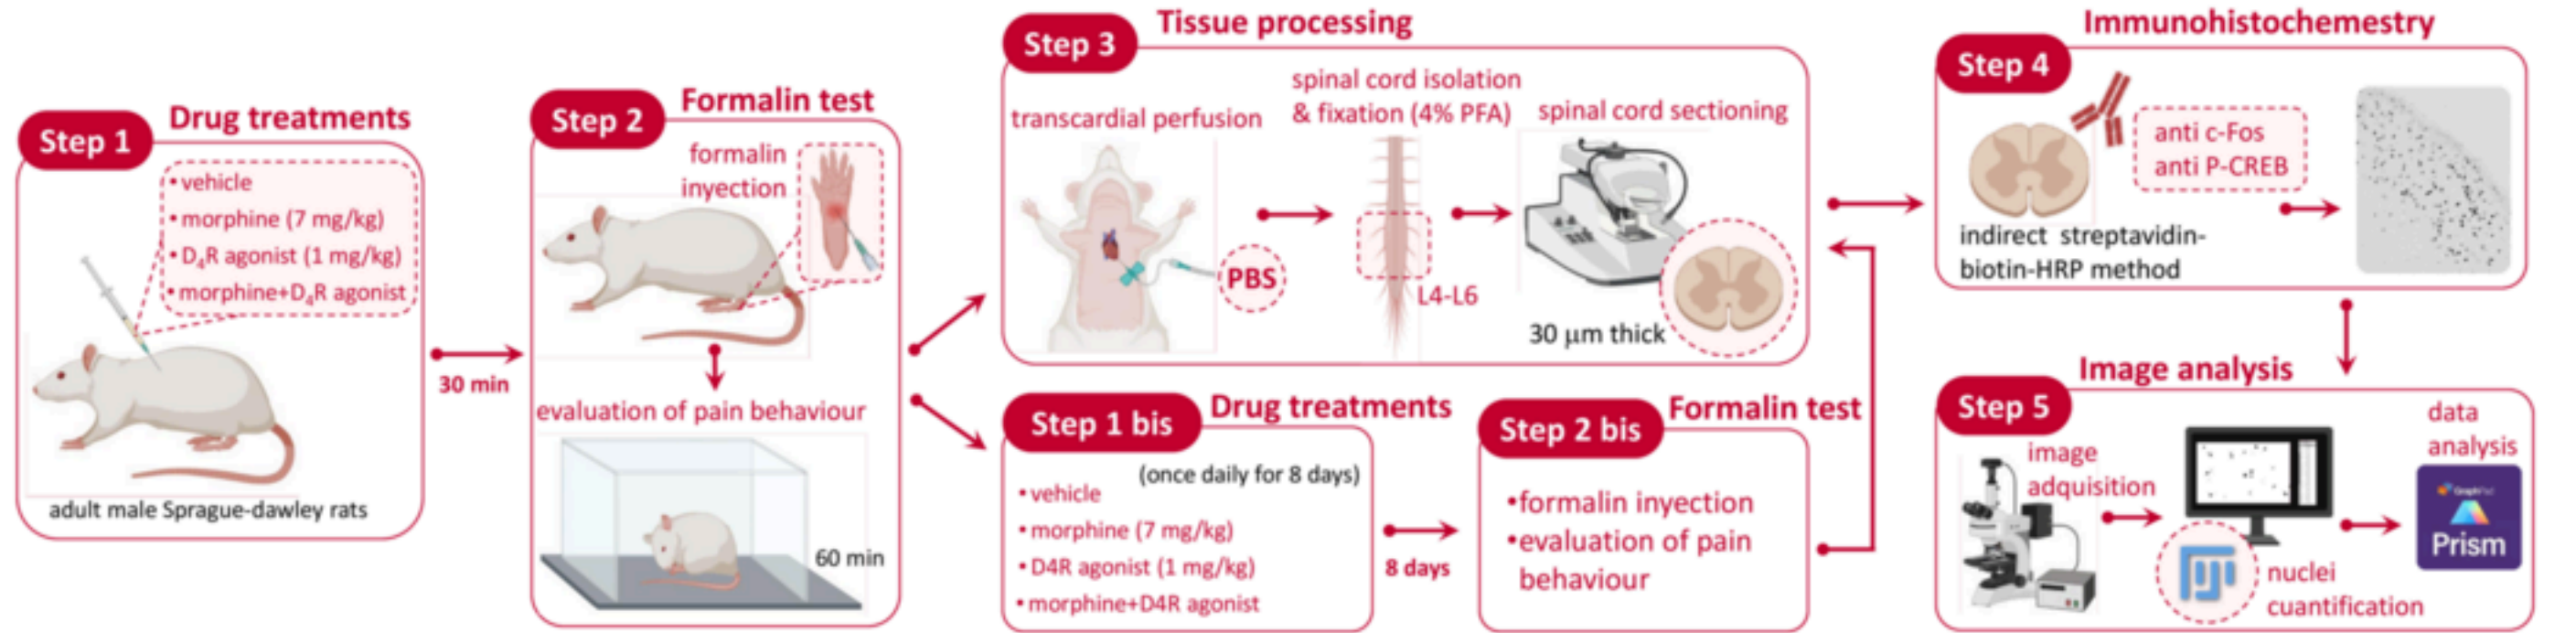 Step 1
Drug treatments
• vehicle
• morphine (7 mg/kg)
• D₄R agonist (1 mg/kg)
• morphine+D₄R agonist
adult male Sprague-dawley rats
30 min
Step 2
Formalin test
formalin
inyection
evaluation of pain behaviour
60 min
Step 3
Tissue processing
transcardial perfusion
PBS
spinal cord isolation
& fixation (4% PFA)
L4-L6
spinal cord sectioning
30 µm thick
Step 1 bis
Drug treatments
(once daily for 8 days)
• vehicle
• morphine (7 mg/kg)
• D4R agonist (1 mg/kg)
• morphine+D4R agonist
8 days
Step 2 bis
Formalin test
•formalin inyection
•evaluation of pain
behaviour
Step 4
Immunohistochemestry
anti c-Fos
anti P-CREB
indirect streptavidin-
biotin-HRP method
Step 5
Image analysis
image
adquisition
nuclei
cuantification
data
analysis
GraphPad
Prism